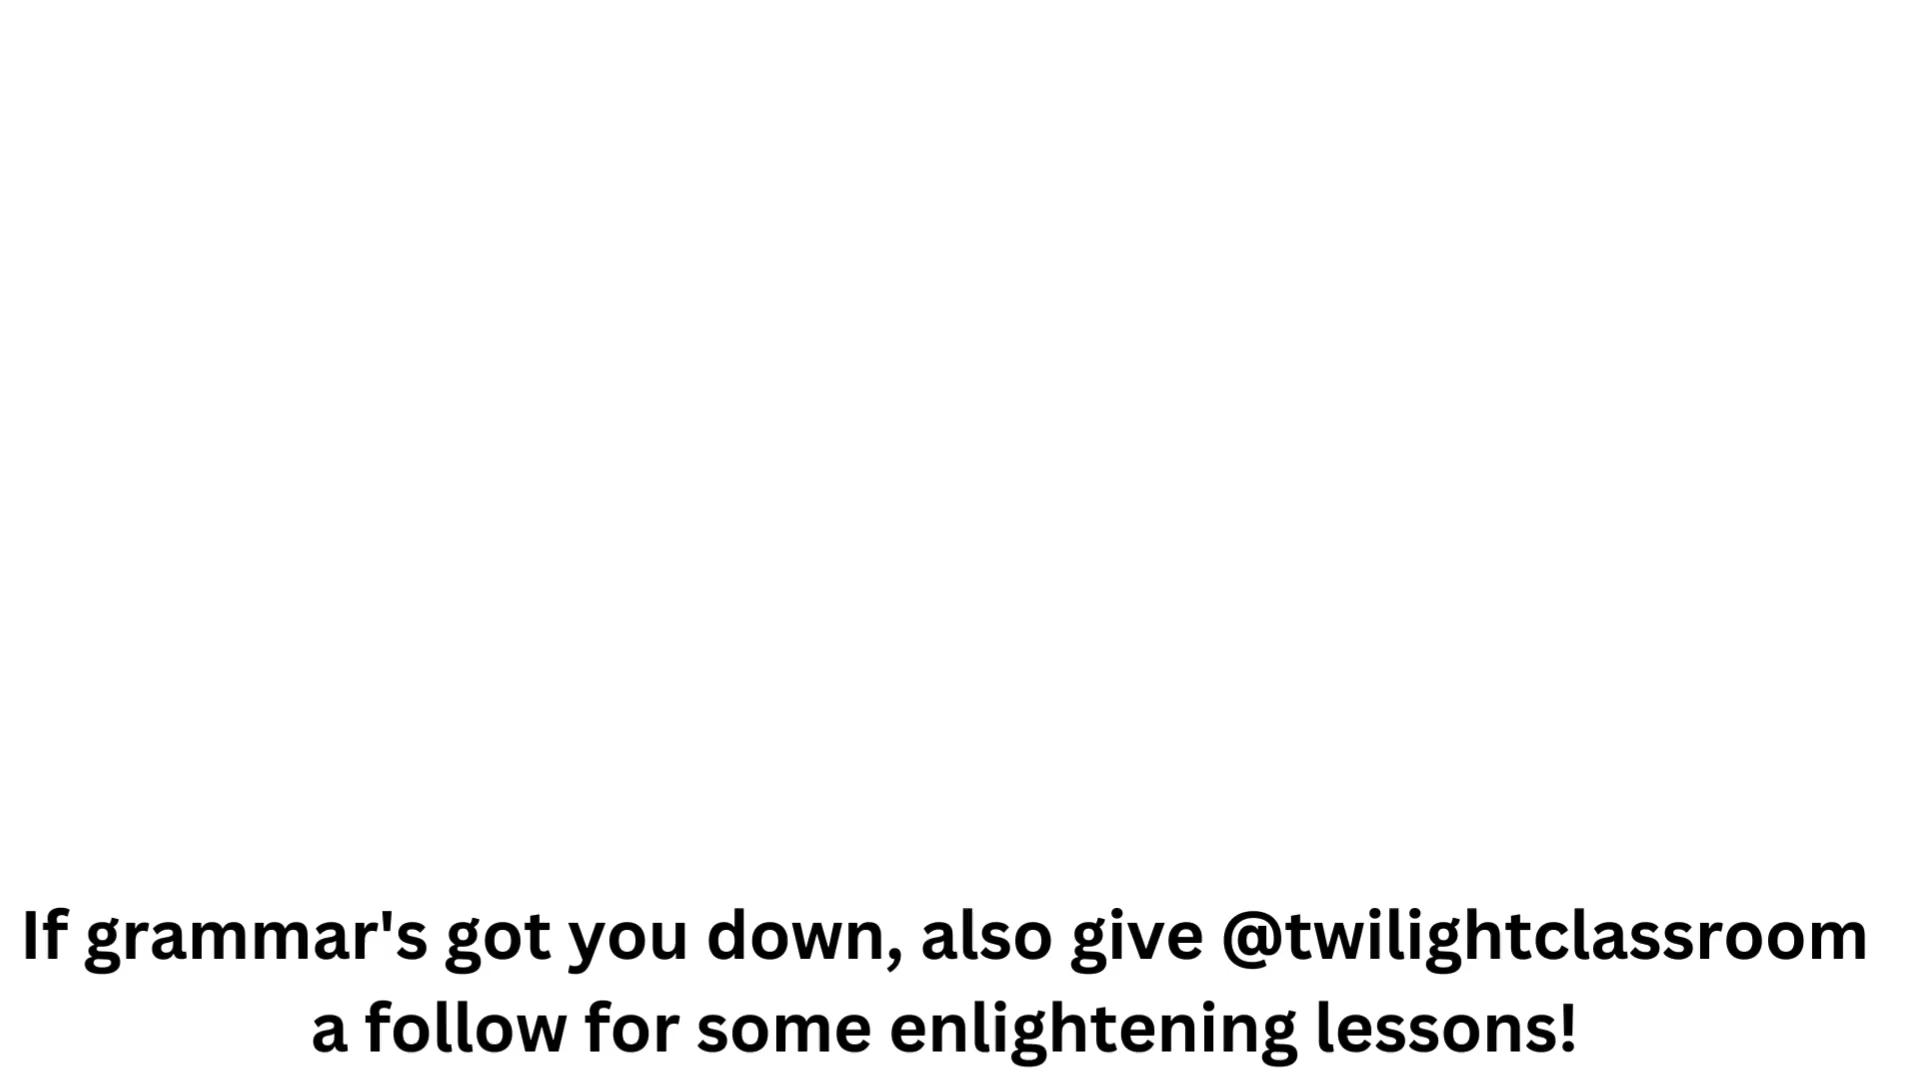 If grammar's got you down, also give @twilightclassroom
a follow for some enlightening lessons!